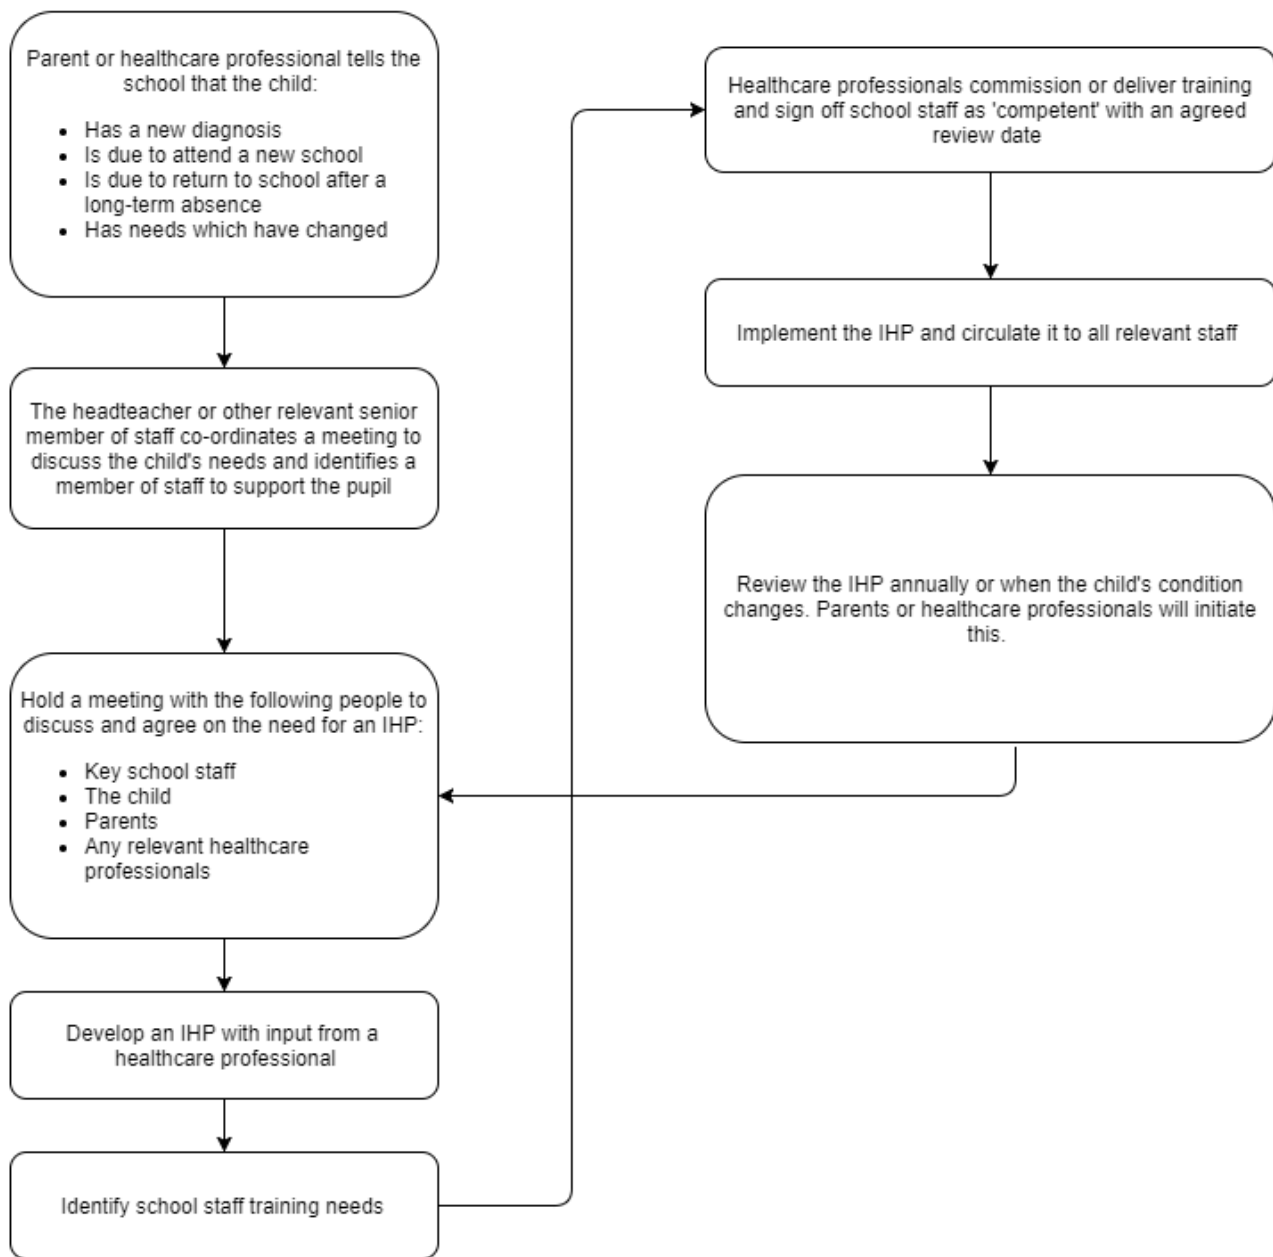 Parent or healthcare professional tells the
school that the child:
• Has a new diagnosis
• Is due to attend a new school
• Is due to return to school after a
long-term absence
• Has needs which have changed
The headteacher or other relevant senior
member of staff co-ordinates a meeting to
discuss the child's needs and identifies a
member of staff to support the pupil
Hold a meeting with the following people to
discuss and agree on the need for an IHP:
• Key school staff
• The child
• Parents
• Any relevant healthcare
professionals
Develop an IHP with input from a
healthcare professional
Identify school staff training needs
Healthcare professionals commission or deliver training
and sign off school staff as 'competent' with an agreed
review date
Implement the IHP and circulate it to all relevant staff
Review the IHP annually or when the child's condition
changes. Parents or healthcare professionals will initiate
this.